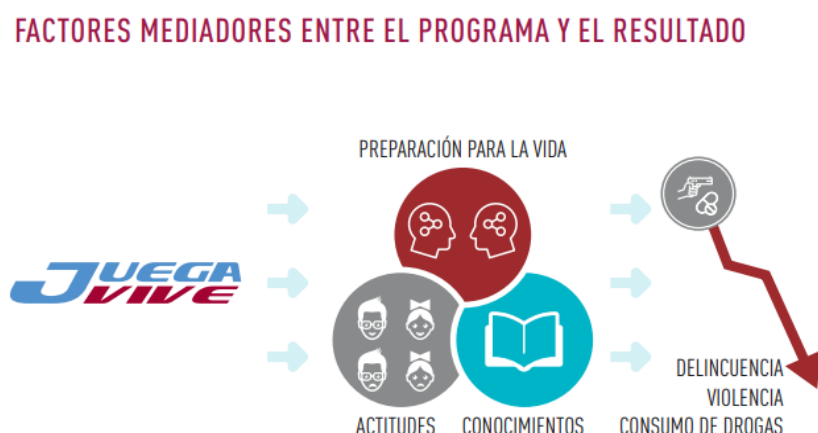 FACTORES MEDIADORES ENTRE EL PROGRAMA Y EL RESULTADO
PREPARACIÓN PARA LA VIDA
JUEGA
VIVE
ACTITUDES
CONOCIMIENTOS
DELINCUENCIA
VIOLENCIA
CONSUMO DE DROGAS